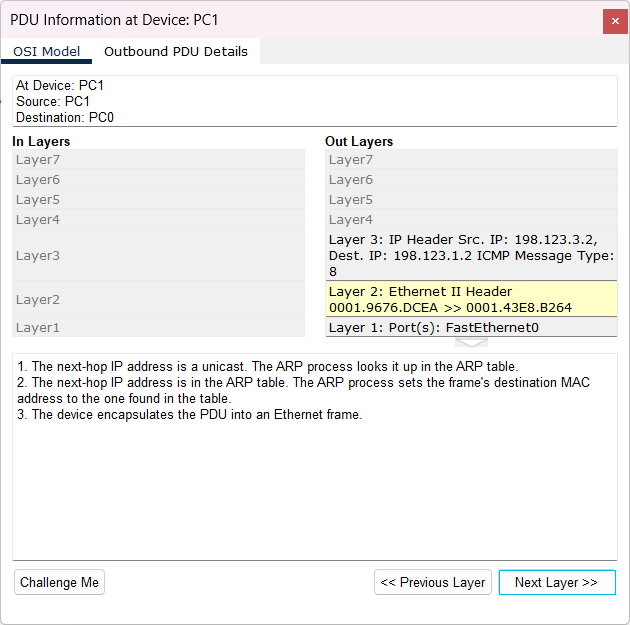 PDU Information at Device: PC1
OSI Model
Outbound PDU Details
At Device: PC1
Source: PC1
Destination: PC0
In Layers
Layer7
Layer6
Layer5
Layer4
Layer3
Layer2
Layer1
Out Layers
Layer7
Layer6
Layer5
Layer4
Layer 3: IP Header Src. IP: 198.123.3.2,
Dest. IP: 198.123.1.2 ICMP Message Type:
8
Layer 2: Ethernet II Header
0001.9676.DCEA >> 0001.43E8.B264
Layer 1: Port(s): FastEthernet0
1. The next-hop IP address is a unicast. The ARP process looks it up in the ARP table.
2. The next-hop IP address is in the ARP table. The ARP process sets the frame's destination MAC
address to the one found in the table.
3. The device encapsulates the PDU into an Ethernet frame.
Challenge Me
<< Previous Layer
Next Layer >>